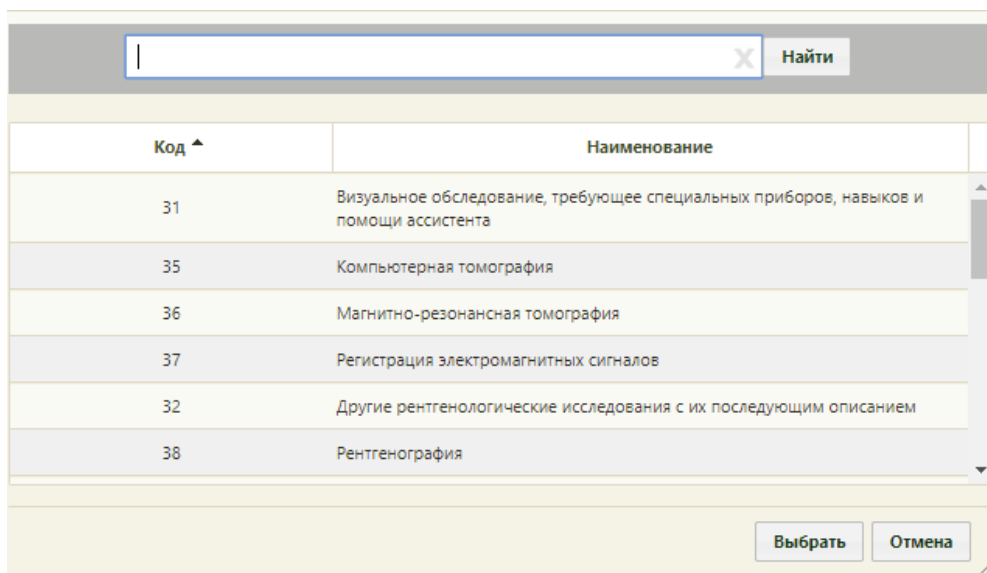 Найти
Код Наименование
31 Визуальное обследование, требующее специальных приборов, навыков и
помощи ассистента
35 Компьютерная томография
36 Магнитно-резонансная томография
37 Регистрация электромагнитных сигналов
32 Другие рентгенологические исследования с их последующим описанием
38 Рентгенография
Выбрать Отмена